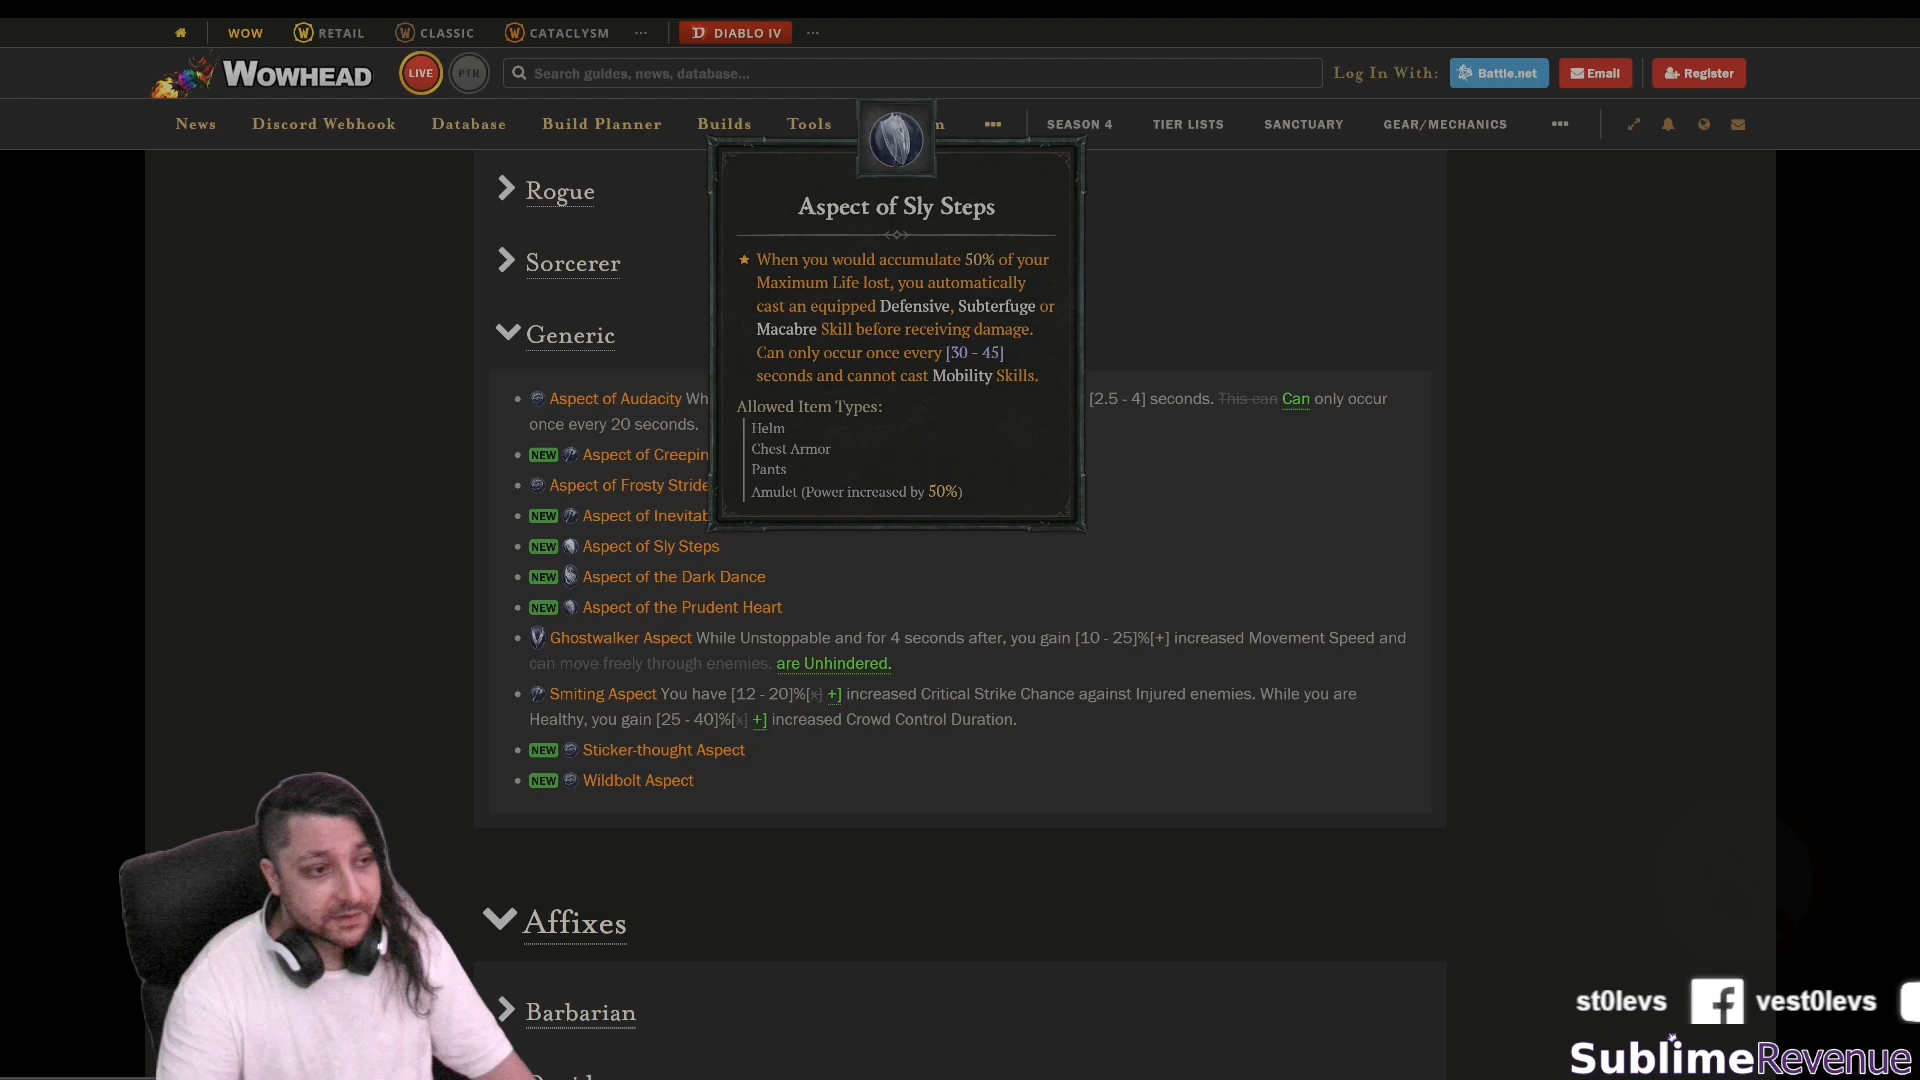 WOW
RETAIL
CLASSIC
CATACLYSM
DIABLO IV
WOWHEAD
LIVE
PTR
Search guides, news, database...
Log In With:
Battle.net
Email
Register
News
Discord Webhook
Database
Build Planner
Builds
Tools
n
SEASON 4
TIER LISTS
SANCTUARY
GEAR/MECHANICS
Rogue
Sorcerer
Generic
Aspect of Sly Steps
When you would accumulate 50% of your
Maximum Life lost, you automatically
cast an equipped Defensive, Subterfuge or
Macabre Skill before receiving damage.
Can only occur once every [30 - 45]
seconds and cannot cast Mobility Skills.
Allowed Item Types:
Helm
Chest Armor
Pants
Amulet (Power increased by 50%)
Aspect of Audacity Wh [2.5 - 4] seconds. This can Can only occur
once every 20 seconds.
NEW Aspect of Creepin
Aspect of Frosty Stride
NEW Aspect of Inevitab
NEW Aspect of Sly Steps
NEW Aspect of the Dark Dance
NEW Aspect of the Prudent Heart
Ghostwalker Aspect While Unstoppable and for 4 seconds after, you gain [10 - 25]%[+] increased Movement Speed and
can move freely through enemies. are Unhindered.
Smiting Aspect You have [12 - 20]%[x] +] increased Critical Strike Chance against Injured enemies. While you are
Healthy, you gain [25 - 40]%[x] +] increased Crowd Control Duration.
NEW Sticker-thought Aspect
NEW Wildbolt Aspect
Affixes
Barbarian
st0levs
vest0levs
SublimeRevenue